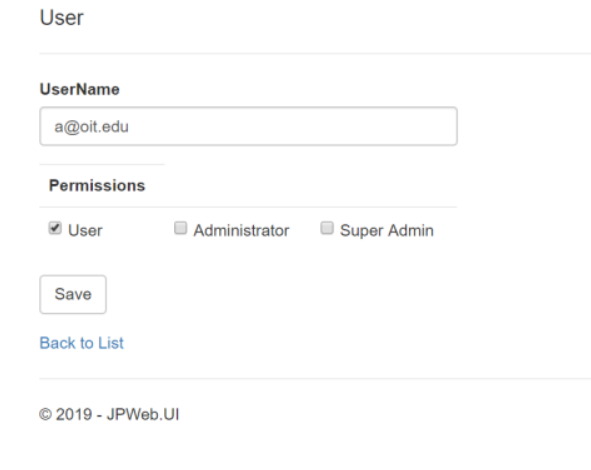 User
UserName
a@oit.edu
Permissions
User Administrator Super Admin
Save
Back to List
© 2019 - JPWeb.UI